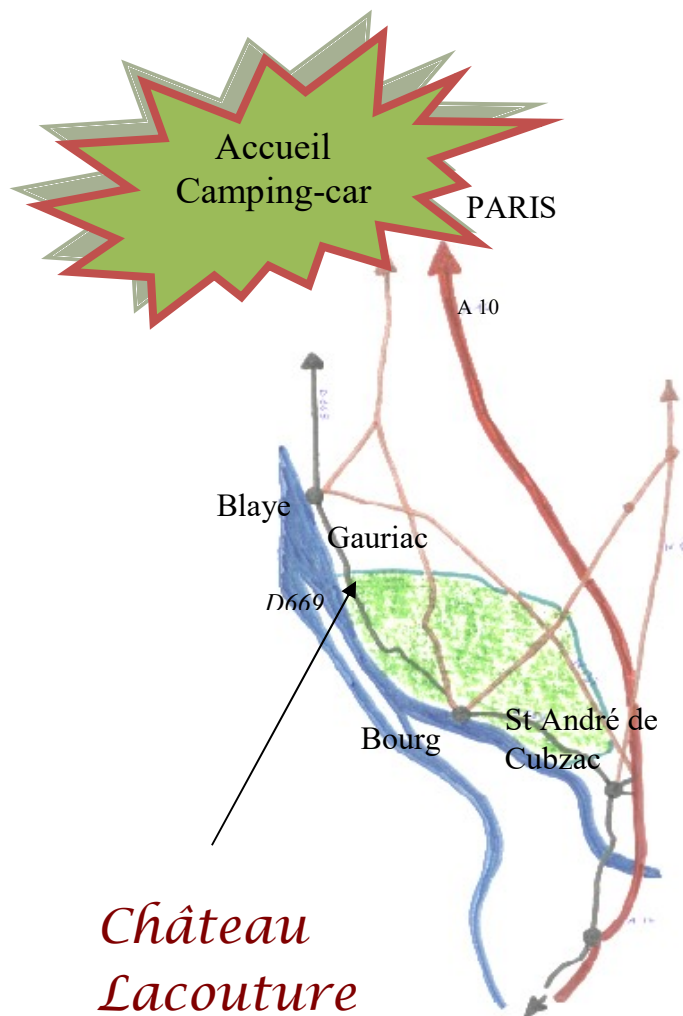 Accueil
Camping-car
PARIS
A 10
Blaye
Gauriac
D669
St André de
Cubzac
Bourg
Château
Lacouture